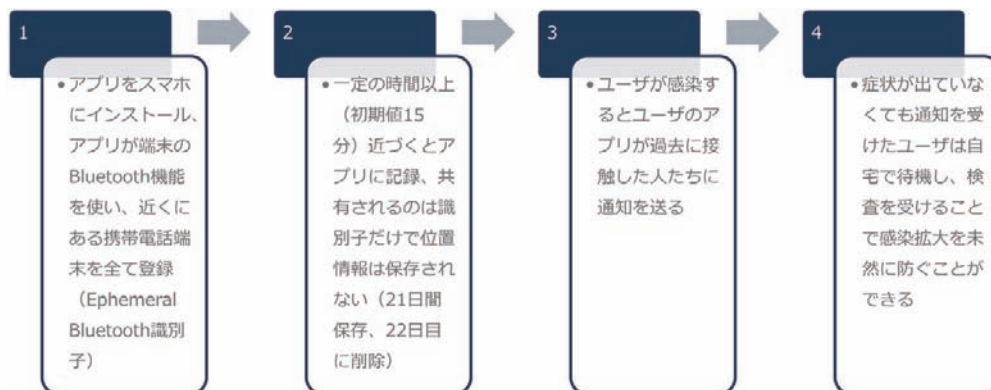 1
•アプリをスマホ
にインストール、
アプリが端末の
Bluetooth機能
を使い、近くに
ある携帯電話端
末を全て登録
（Ephemeral
Bluetooth識別
子）
2
•一定の時間以上
（初期値15
分）近づくとア
プリに記録、共
有されるのは識
別子だけで位置
情報は保存され
ない（21日間
保存、22日目
に削除）
3
•ユーザが感染す
るとユーザのア
プリが過去に接
触した人たちに
通知を送る
4
•症状が出ていな
くても通知を受
けたユーザは自
宅で待機し、検
査を受けること
で感染拡大を未
然に防ぐことが
できる